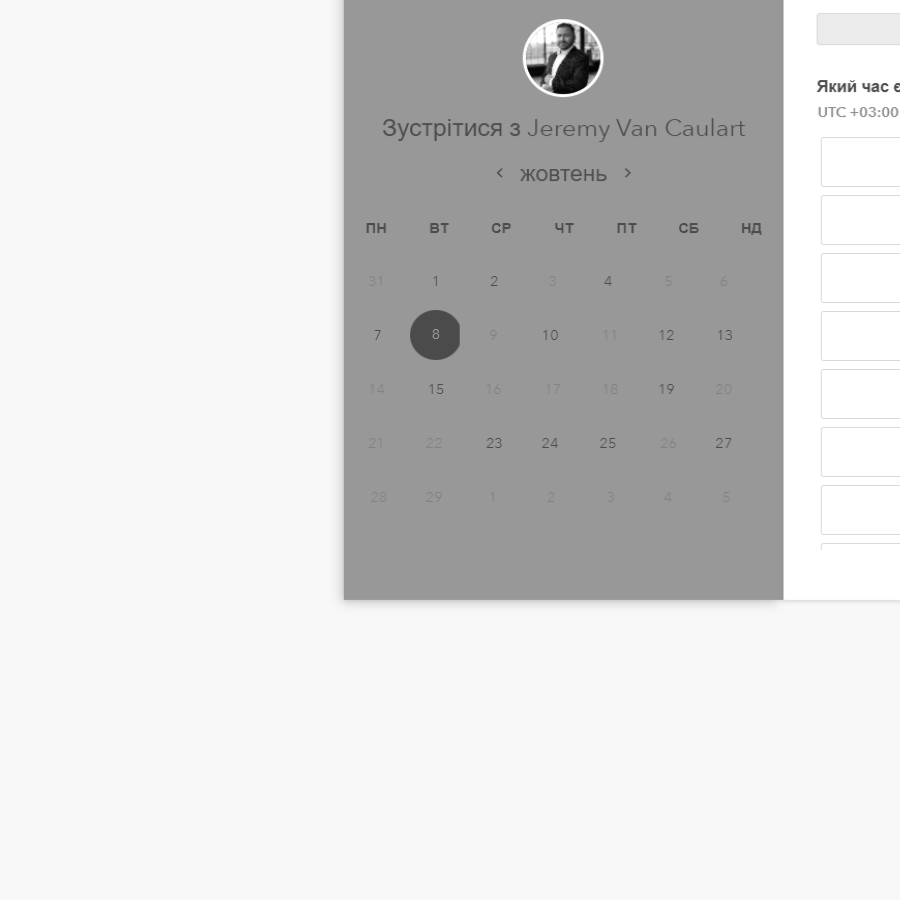 Зустрітися з Jeremy Van Caulart
жовтень
ПН ВТ СР ЧТ ПТ СБ НД
31 1 2 3 4 5 6
7 8 9 10 11 12 13
14 15 16 17 18 19 20
21 22 23 24 25 26 27
28 29 1 2 3 4 5
Який час є
UTC +03:00